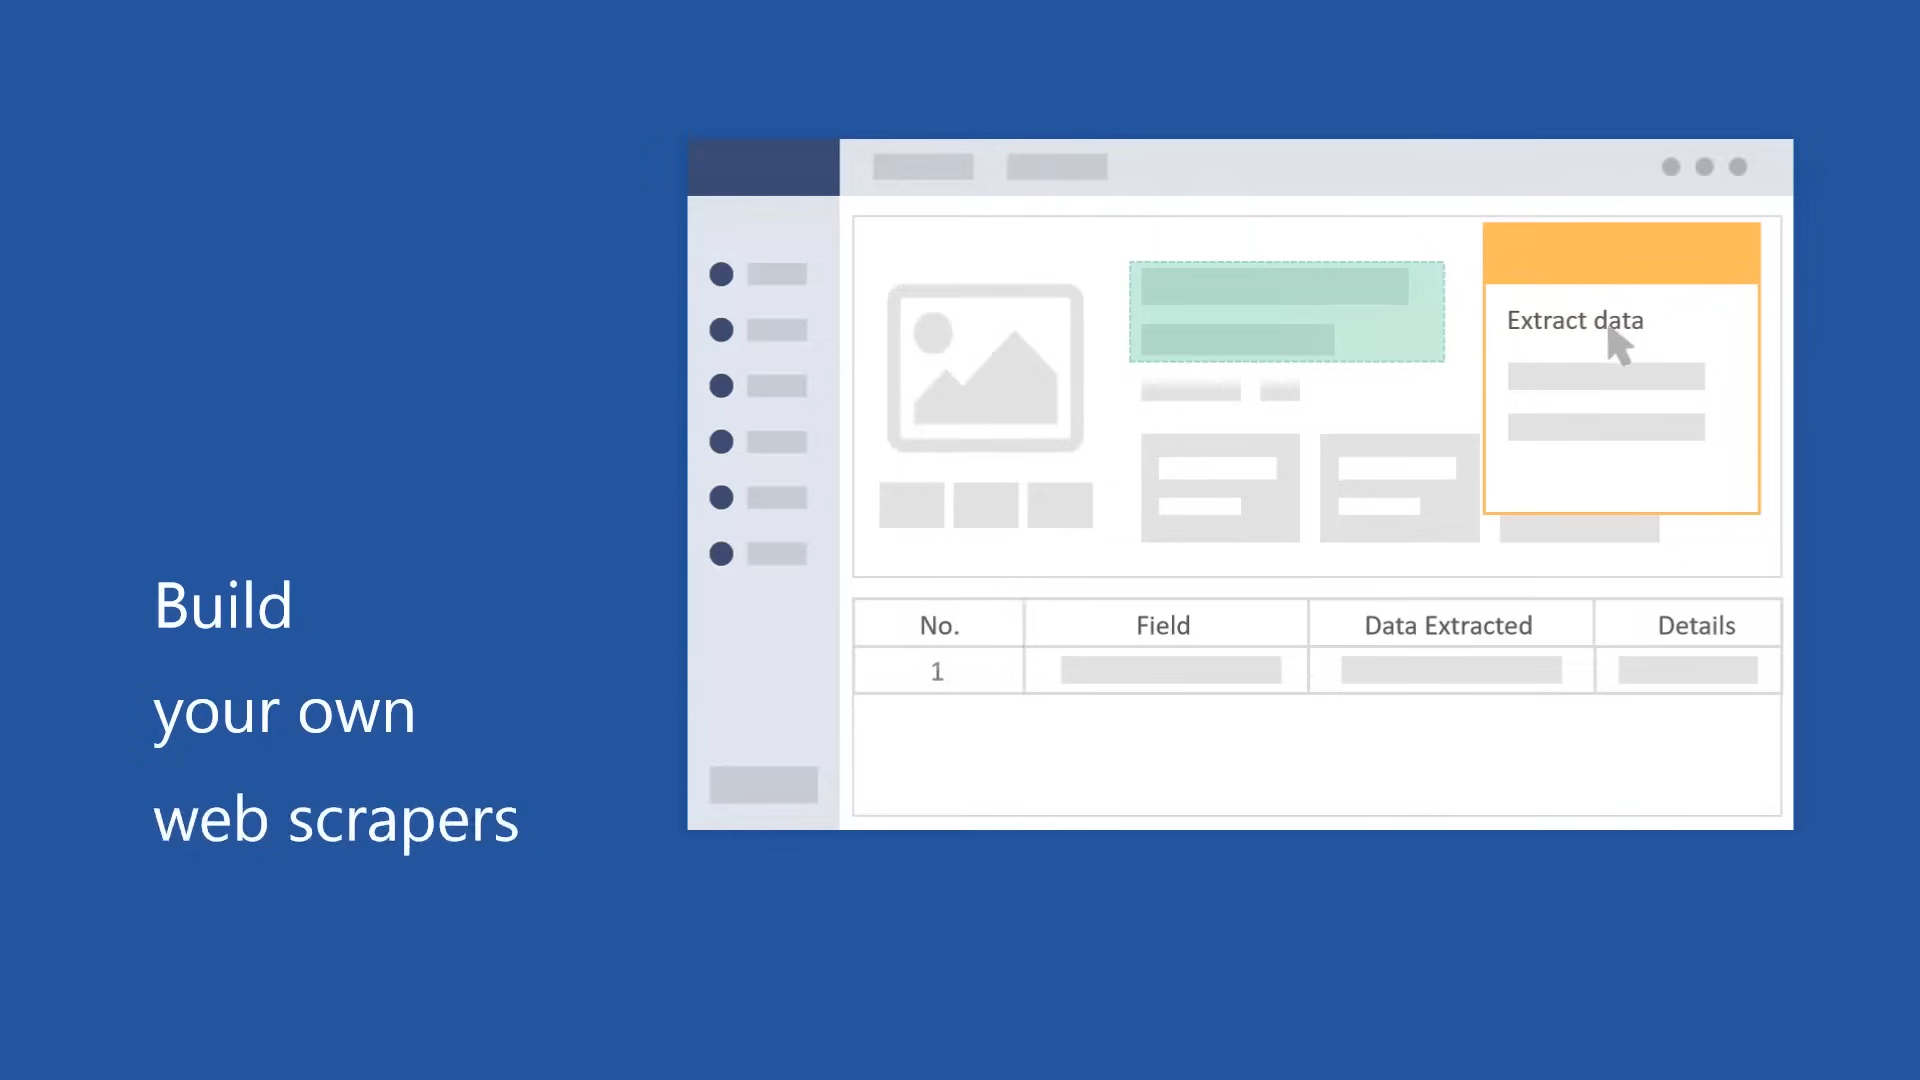 Build
your own
web scrapers
Extract data
No. Field Data Extracted Details
1